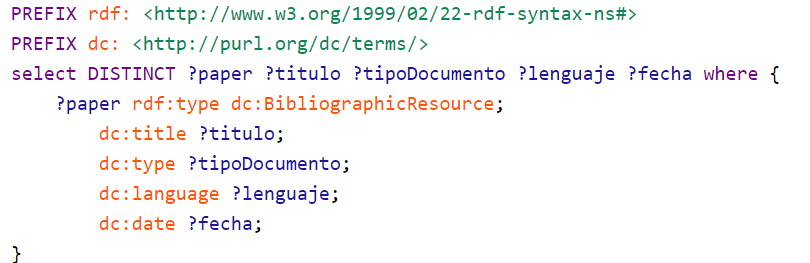 PREFIX rdf: <http://www.w3.org/1999/02/22-rdf-syntax-ns#>
PREFIX dc: <http://purl.org/dc/terms/>
select DISTINCT ?paper ?titulo ?tipoDocumento ?lenguaje ?fecha where {
    ?paper rdf:type dc:BibliographicResource;
        dc:title ?titulo;
        dc:type ?tipoDocumento;
        dc:language ?lenguaje;
        dc:date ?fecha;
}